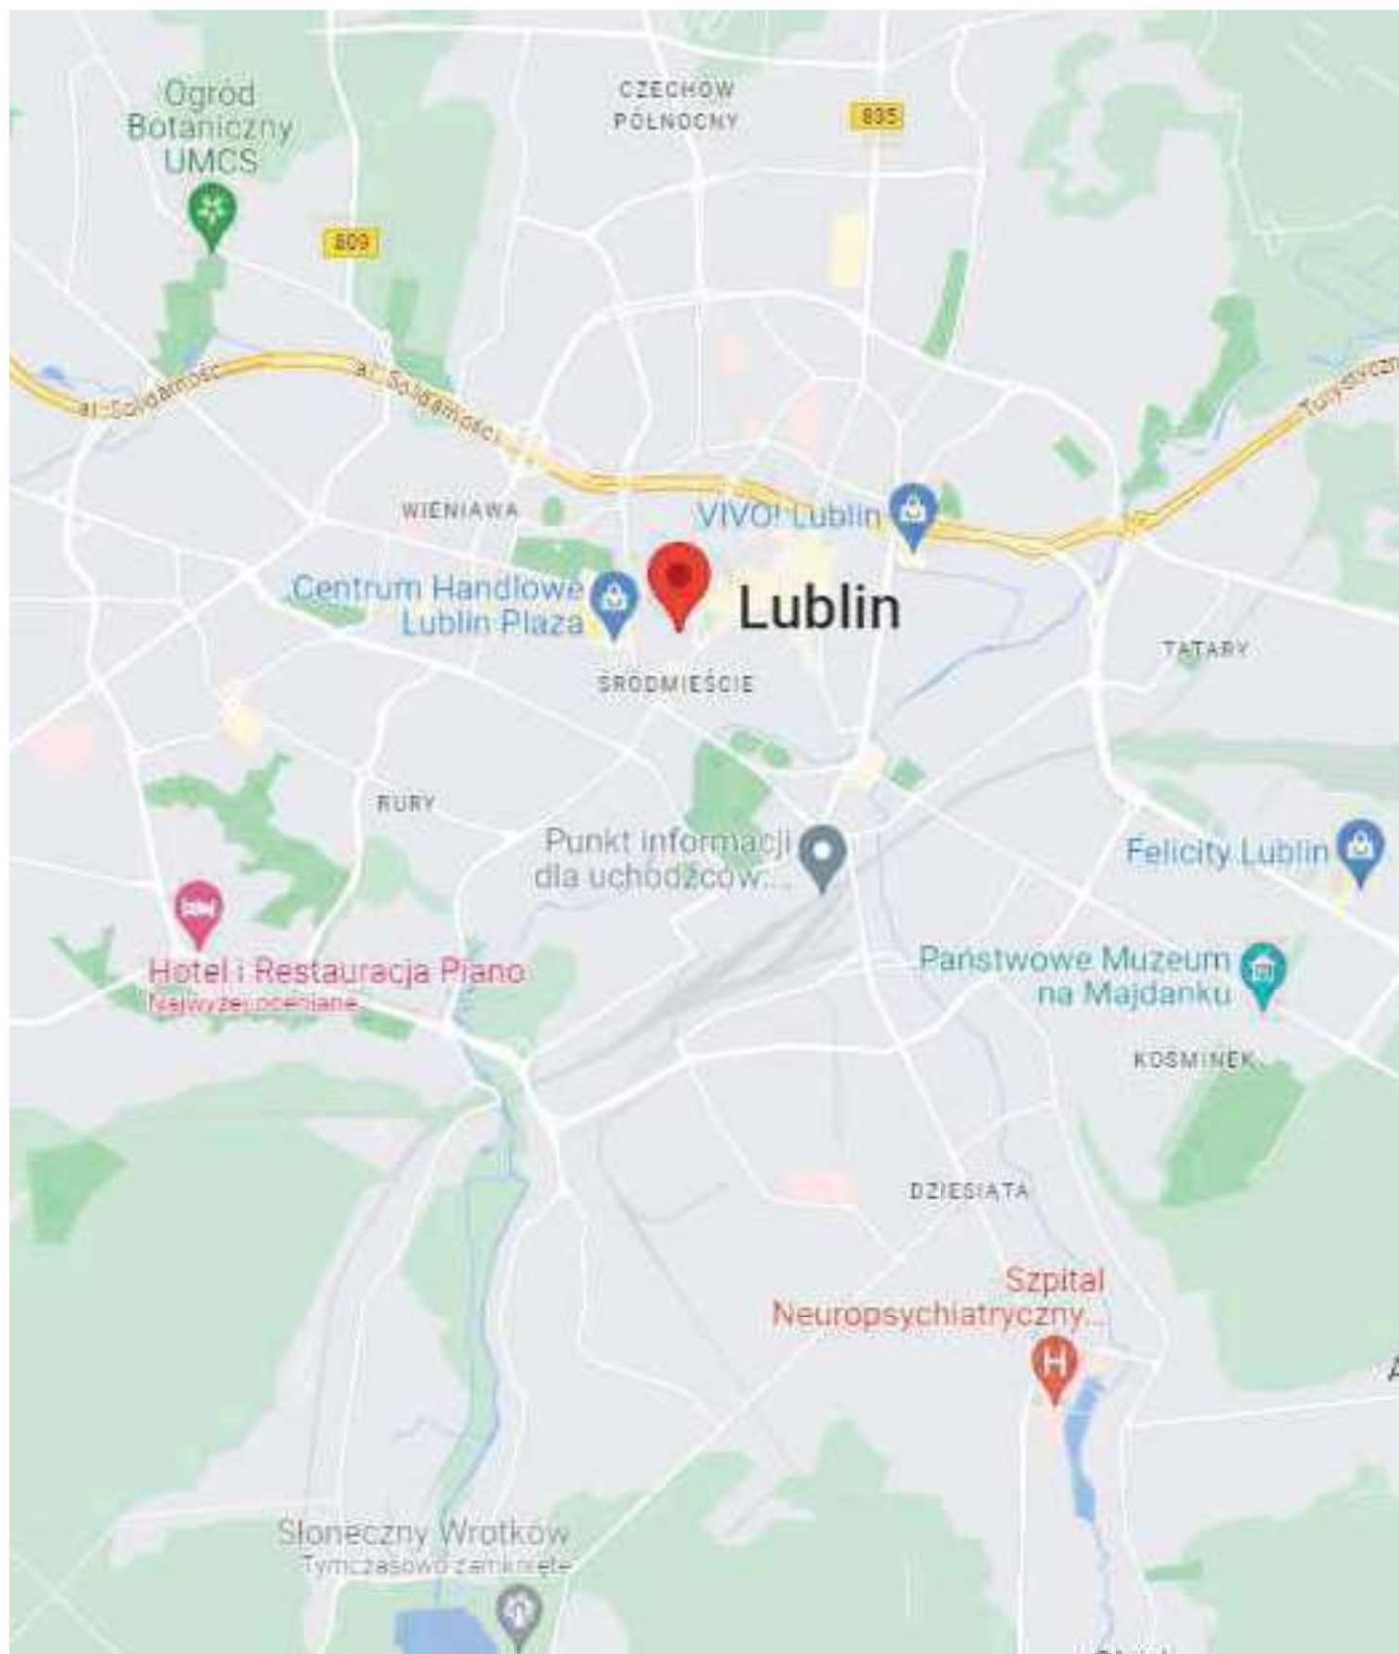 Ogród
Botaniczny
UMCS
CZECHÓW
PÓŁNOCNY
835
809
al. Solidarności
al. Solidarności
Turystyczn
WIENIAWA
VIVO! Lublin
Centrum Handlowe
Lublin Plaza
Lublin
ŚRÓDMIEŚCIE
TATARY
RURY
Punkt informacji
dla uchodźców:...
Felicity Lublin
Hotel i Restauracja Piano
Najwyżej oceniane
Państwowe Muzeum
na Majdanku
KOŚMINEK
DZIESIĄTA
Szpital
Neuropsychiatryczny...
Słoneczny Wrotków
Tymczasowo zamknięte